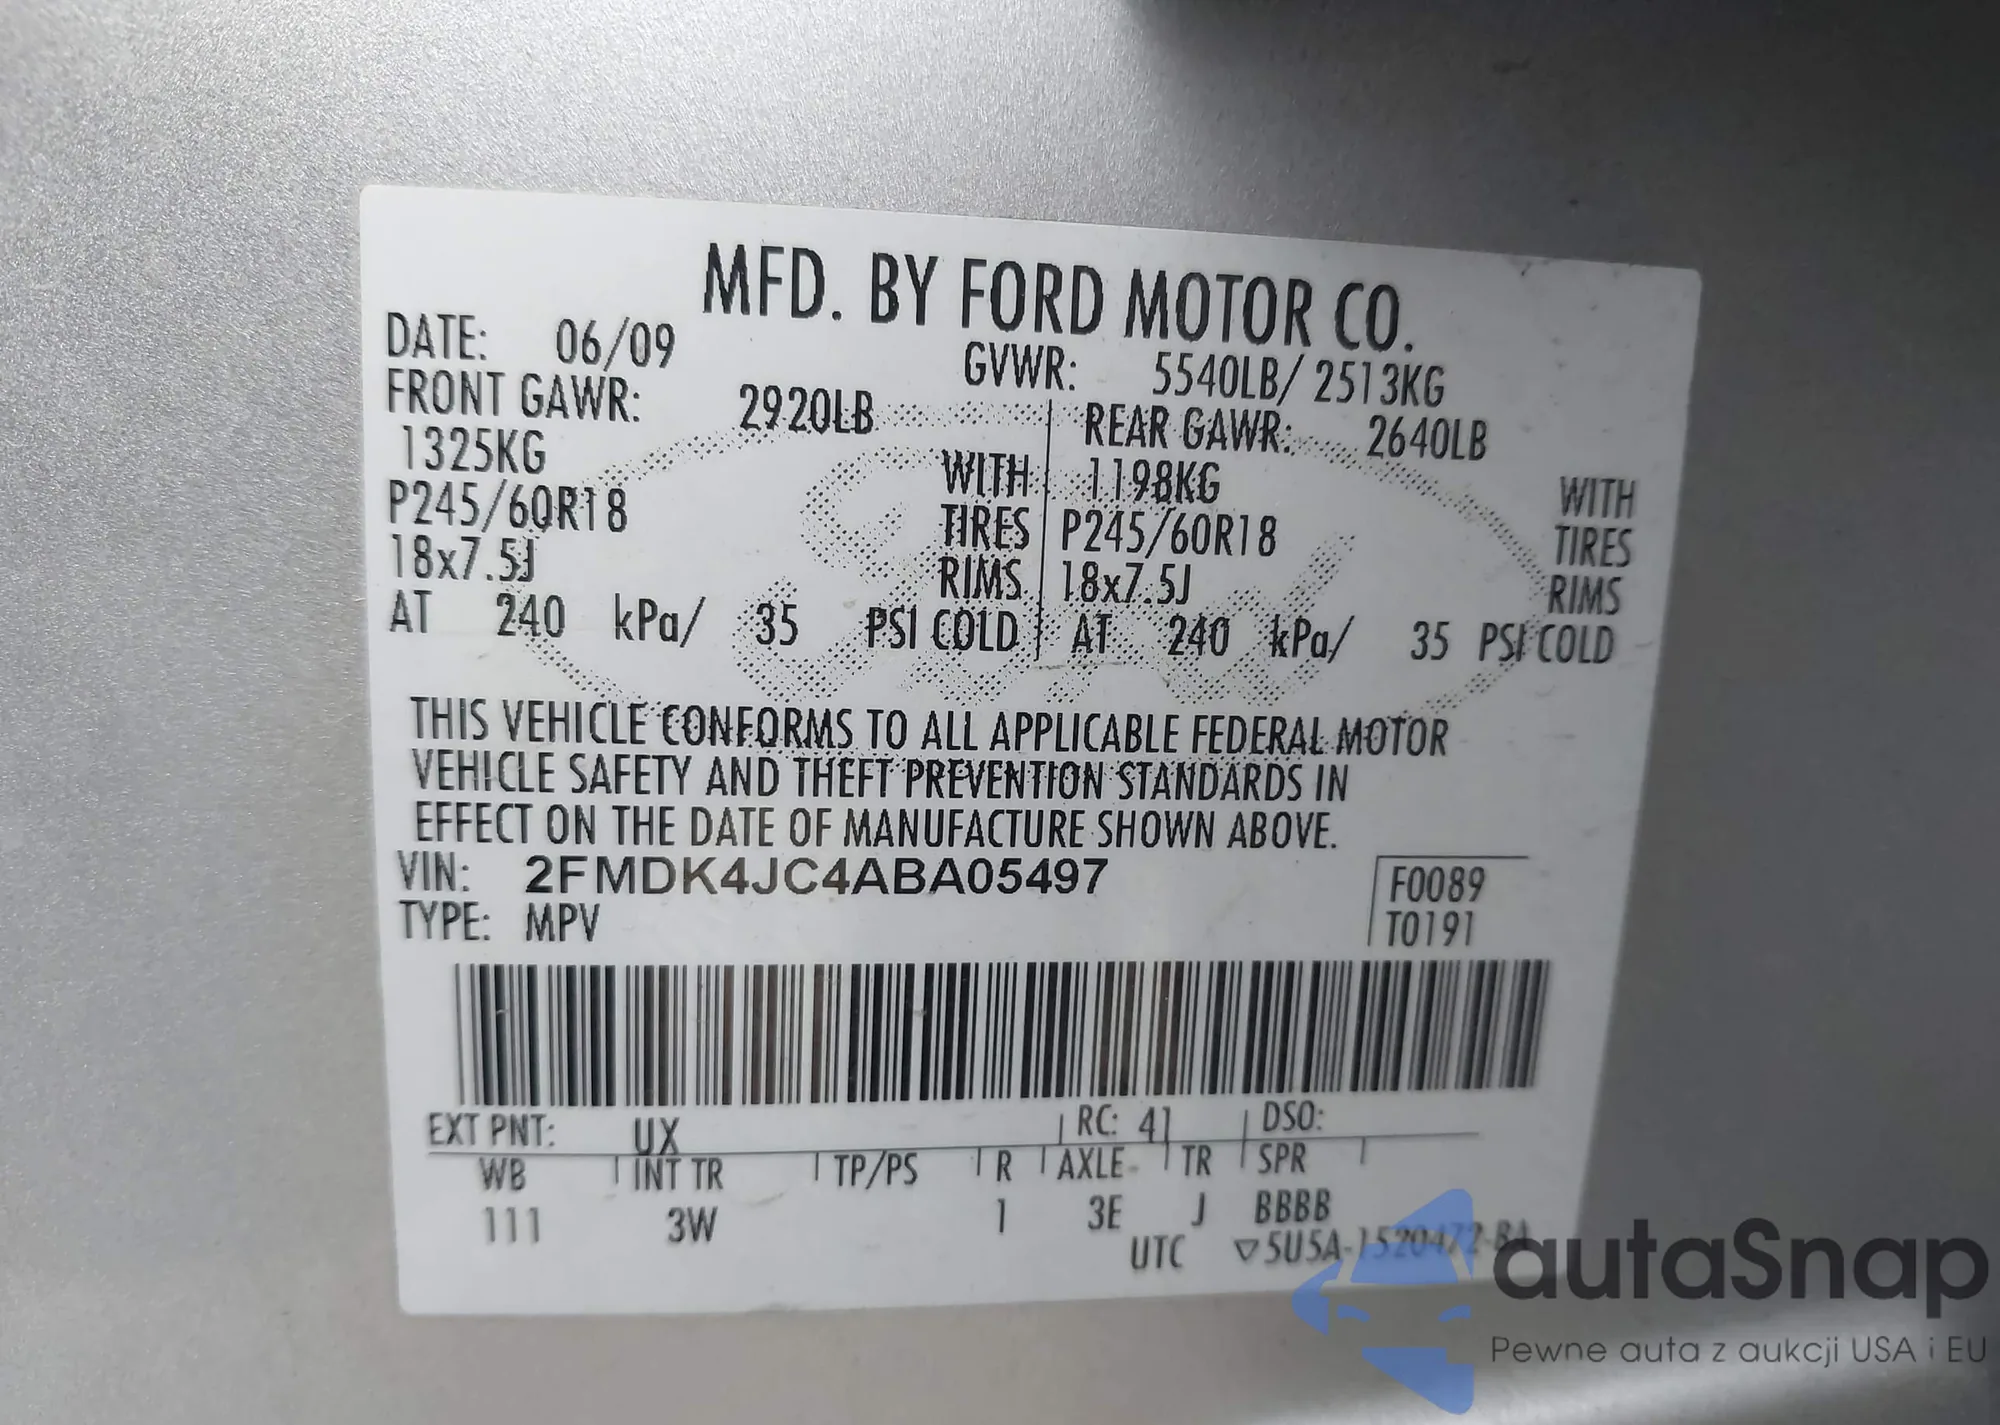 MFD. BY FORD MOTOR CO.
DATE: 06/09 GVWR: 5540LB/ 2513KG
FRONT GAWR: 2920LB REAR GAWR: 2640LB
1325KG WITH 1198KG WITH
P245/60R18 TIRES P245/60R18 TIRES
18x7.5J RIMS 18x7.5J RIMS
AT 240 kPa/ 35 PSI COLD AT 240 kPa/ 35 PSI COLD
THIS VEHICLE CONFORMS TO ALL APPLICABLE FEDERAL MOTOR
VEHICLE SAFETY AND THEFT PREVENTION STANDARDS IN
EFFECT ON THE DATE OF MANUFACTURE SHOWN ABOVE.
VIN: 2FMDK4JC4ABA05497 F0089
TYPE: MPV T0191
EXT PNT: UX RC: 41 DSO:
WB INT TR TP/PS R AXLE TR SPR
111 3W 1 3E J BBBB
UTC ▽5U5A-1520472-BA
autaSnap
Pewne auta z aukcji USA i EU